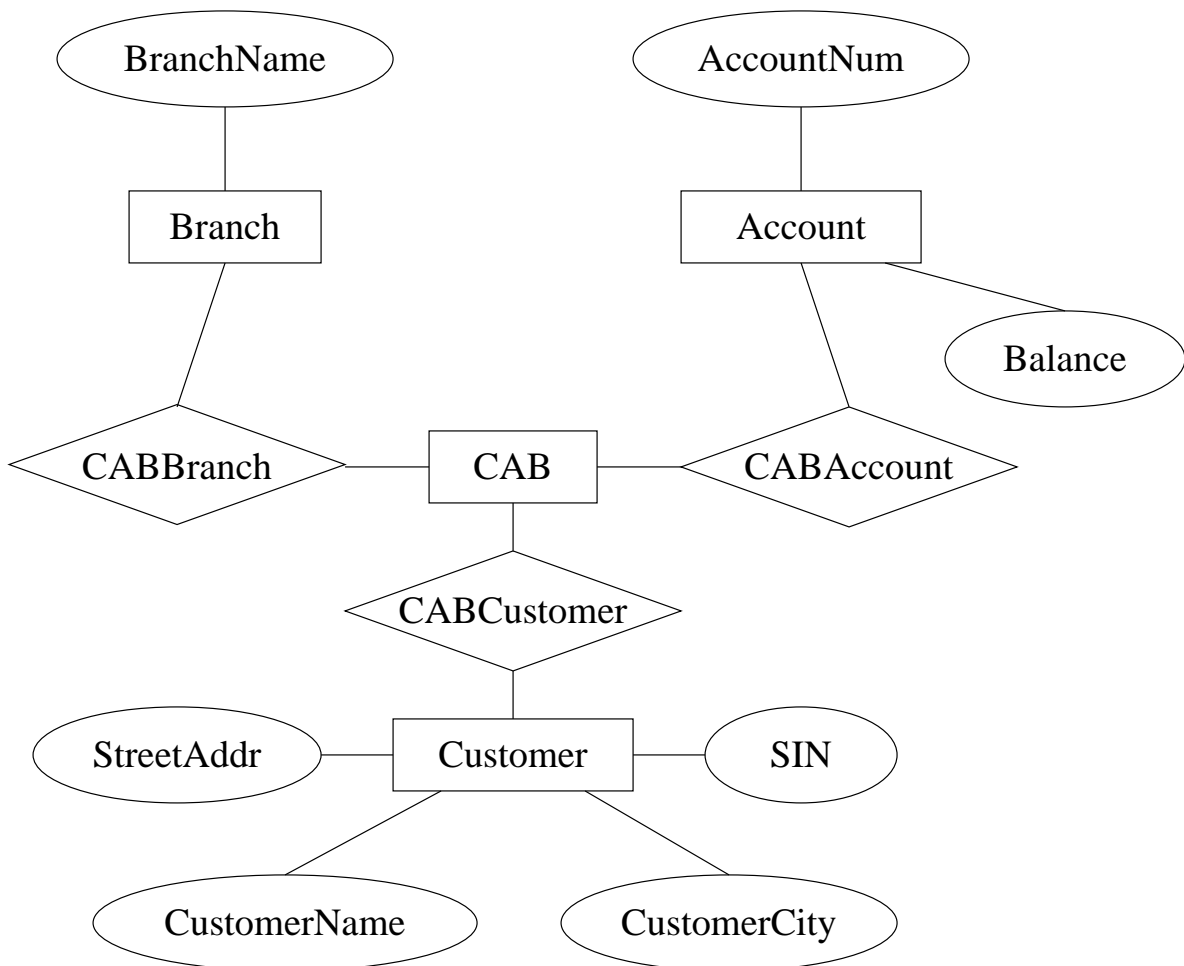 BranchName
AccountNum
Branch
Account
Balance
CABBranch
CAB
CABAccount
CABCustomer
StreetAddr
Customer
SIN
CustomerName
CustomerCity